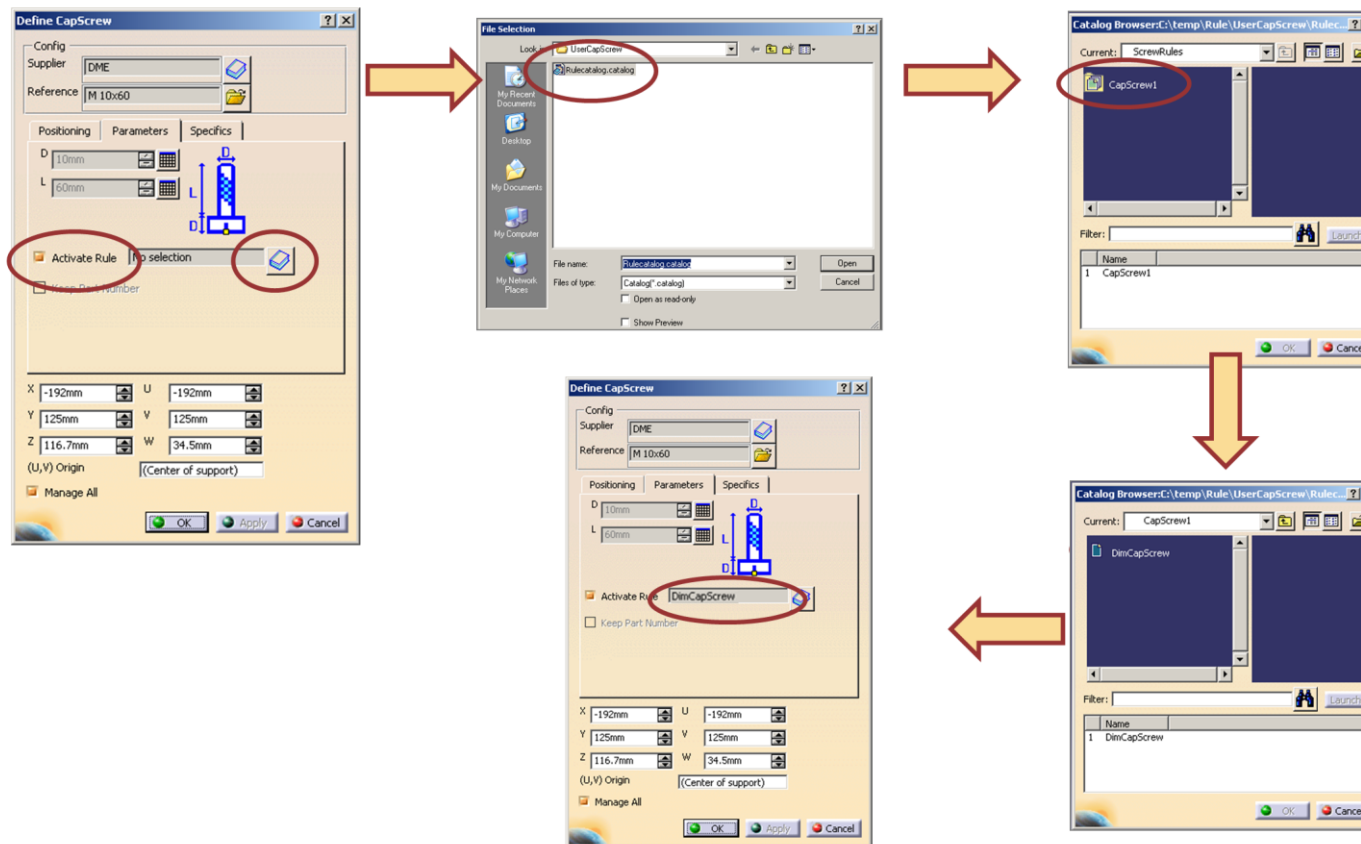 Define CapScrew
Config
Supplier DME
Reference M 10x60
Positioning Parameters Specifics
D 10mm
D
L 60mm
L
D
Activate Rule No selection
Keep Part Number
X -192mm U -192mm
Y 125mm V 125mm
Z 116.7mm W 34.5mm
(U,V) Origin (Center of support)
Manage All
OK Apply Cancel
File Selection
Look in UserCapScrew
Rulecatalog.catalog
My Recent
Documents
Desktop
My Documents
My Computer
My Network
Places
File name: Rulecatalog.catalog Open
Files of type: Catalog(*.catalog) Cancel
Open as read-only
Show Preview
Catalog Browser:C:\temp\Rule\UserCapScrew\Rulec...
Current: ScrewRules
CapScrew1
Filter: Launch
Name
1 CapScrew1
OK Cance
Catalog Browser:C:\temp\Rule\UserCapScrew\Rulec...
Current: CapScrew1
DimCapScrew
Filter: Launch
Name
1 DimCapScrew
OK Cance
Define CapScrew
Config
Supplier DME
Reference M 10x60
Positioning Parameters Specifics
D 10mm
D
L 60mm
L
D
Activate Rule DimCapScrew
Keep Part Number
X -192mm U -192mm
Y 125mm V 125mm
Z 116.7mm W 34.5mm
(U,V) Origin (Center of support)
Manage All
OK Apply Cancel